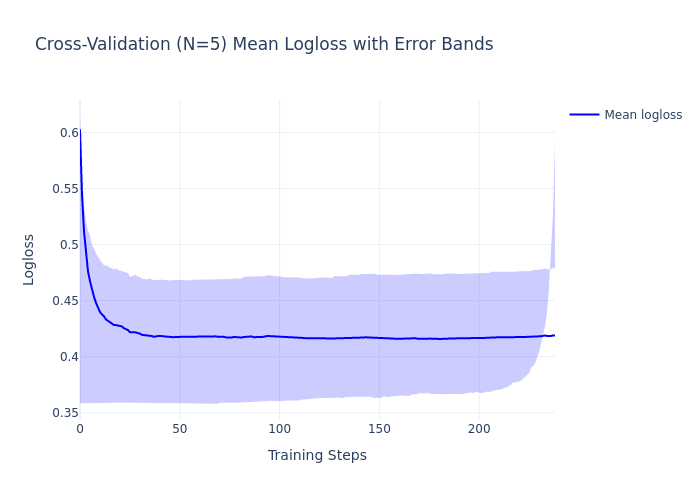 Cross-Validation (N=5) Mean Logloss with Error Bands
Mean logloss
Logloss
0.6
0.55
0.5
0.45
0.4
0.35
0 50 100 150 200
Training Steps